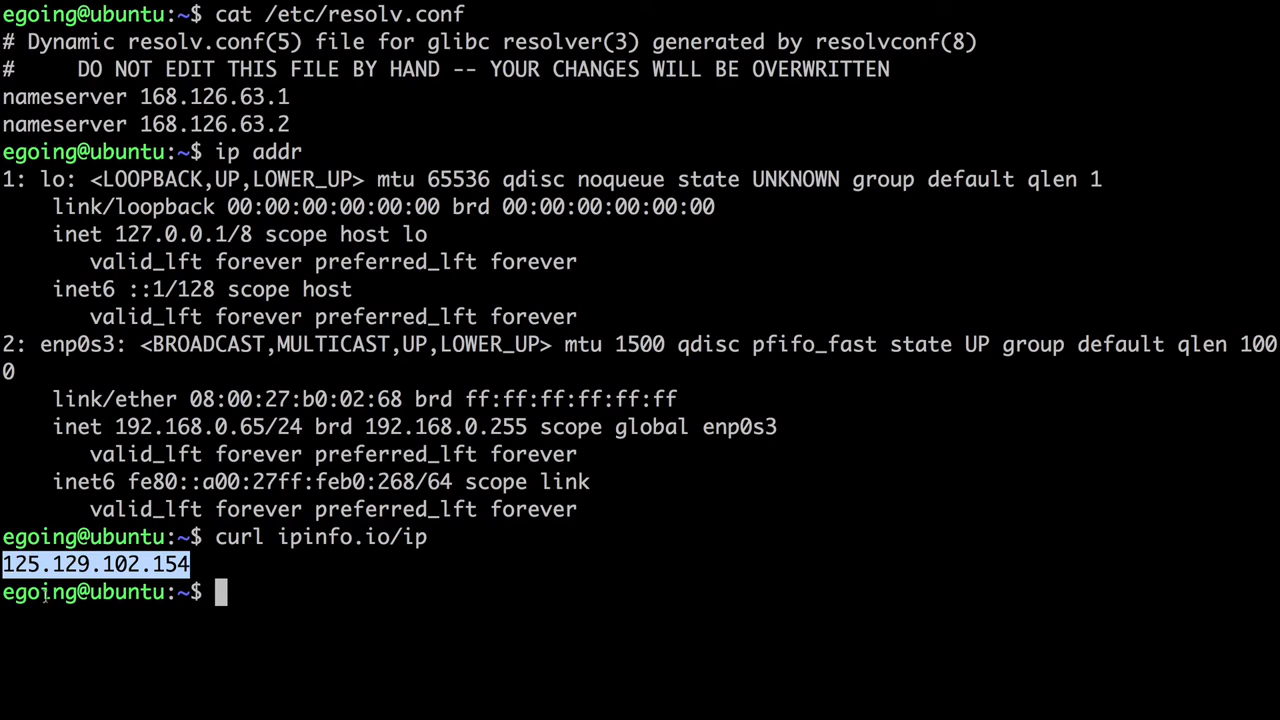 egoing@ubuntu:~$ cat /etc/resolv.conf
# Dynamic resolv.conf(5) file for glibc resolver(3) generated by resolvconf(8)
#     DO NOT EDIT THIS FILE BY HAND -- YOUR CHANGES WILL BE OVERWRITTEN
nameserver 168.126.63.1
nameserver 168.126.63.2
egoing@ubuntu:~$ ip addr
1: lo: <LOOPBACK,UP,LOWER_UP> mtu 65536 qdisc noqueue state UNKNOWN group default qlen 1
    link/loopback 00:00:00:00:00:00 brd 00:00:00:00:00:00
    inet 127.0.0.1/8 scope host lo
       valid_lft forever preferred_lft forever
    inet6 ::1/128 scope host
       valid_lft forever preferred_lft forever
2: enp0s3: <BROADCAST,MULTICAST,UP,LOWER_UP> mtu 1500 qdisc pfifo_fast state UP group default qlen 100
0
    link/ether 08:00:27:b0:02:68 brd ff:ff:ff:ff:ff:ff
    inet 192.168.0.65/24 brd 192.168.0.255 scope global enp0s3
       valid_lft forever preferred_lft forever
    inet6 fe80::a00:27ff:feb0:268/64 scope link
       valid_lft forever preferred_lft forever
egoing@ubuntu:~$ curl ipinfo.io/ip
125.129.102.154
egoing@ubuntu:~$